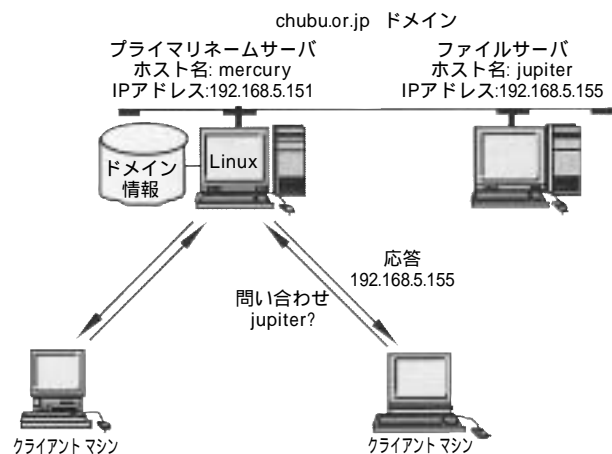 chubu.or.jp ドメイン
プライマリネームサーバ
ホスト名: mercury
IPアドレス:192.168.5.151
ファイルサーバ
ホスト名: jupiter
IPアドレス:192.168.5.155
ドメイン
情報
Linux
応答
192.168.5.155
問い合わせ
jupiter?
クライアント マシン
クライアント マシン